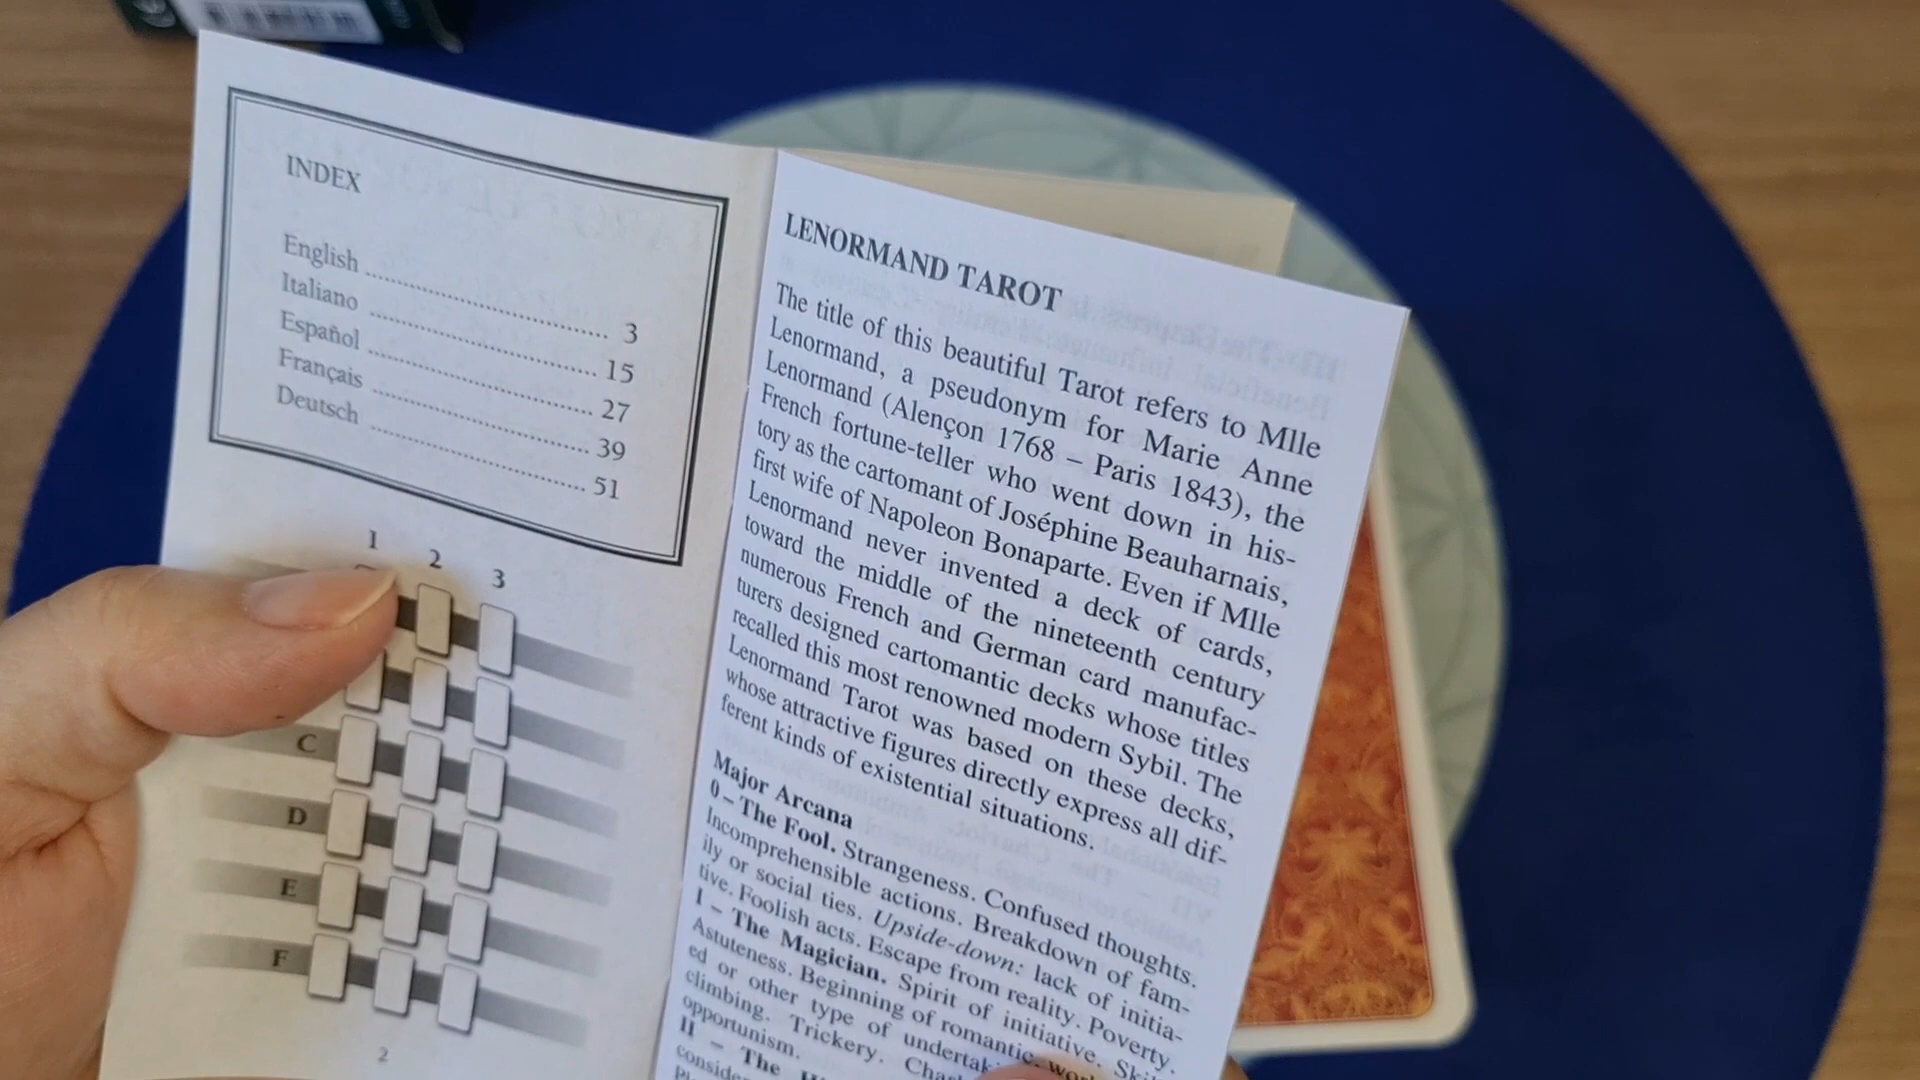 INDEX
English ........................................ 3
Italiano ..................................... 15
Español .................................... 27
Français .................................. 39
Deutsch ................................... 51
1 2 3
C
D
E
F
2
LENORMAND TAROT
The title of this beautiful Tarot refers to Mlle
Lenormand, a pseudonym for Marie Anne
Lenormand (Alençon 1768 – Paris 1843), the
French fortune-teller who went down in his-
tory as the cartomant of Joséphine Beauharnais,
first wife of Napoleon Bonaparte. Even if Mlle
Lenormand never invented a deck of cards,
toward the middle of the nineteenth century
numerous French and German card manufac-
turers designed cartomantic decks whose titles
recalled this most renowned modern Sybil. The
Lenormand Tarot was based on these decks,
whose attractive figures directly express all dif-
ferent kinds of existential situations.
Major Arcana
0 – The Fool. Strangeness. Confused thoughts.
Incomprehensible actions. Breakdown of fam-
ily or social ties. Upside-down: lack of initia-
tive. Foolish acts. Escape from reality. Poverty.
I – The Magician. Spirit of initiative.
Astuteness. Beginning of romantic,
ed or other type of
climbing. Trickery.
opportunism.
II – The